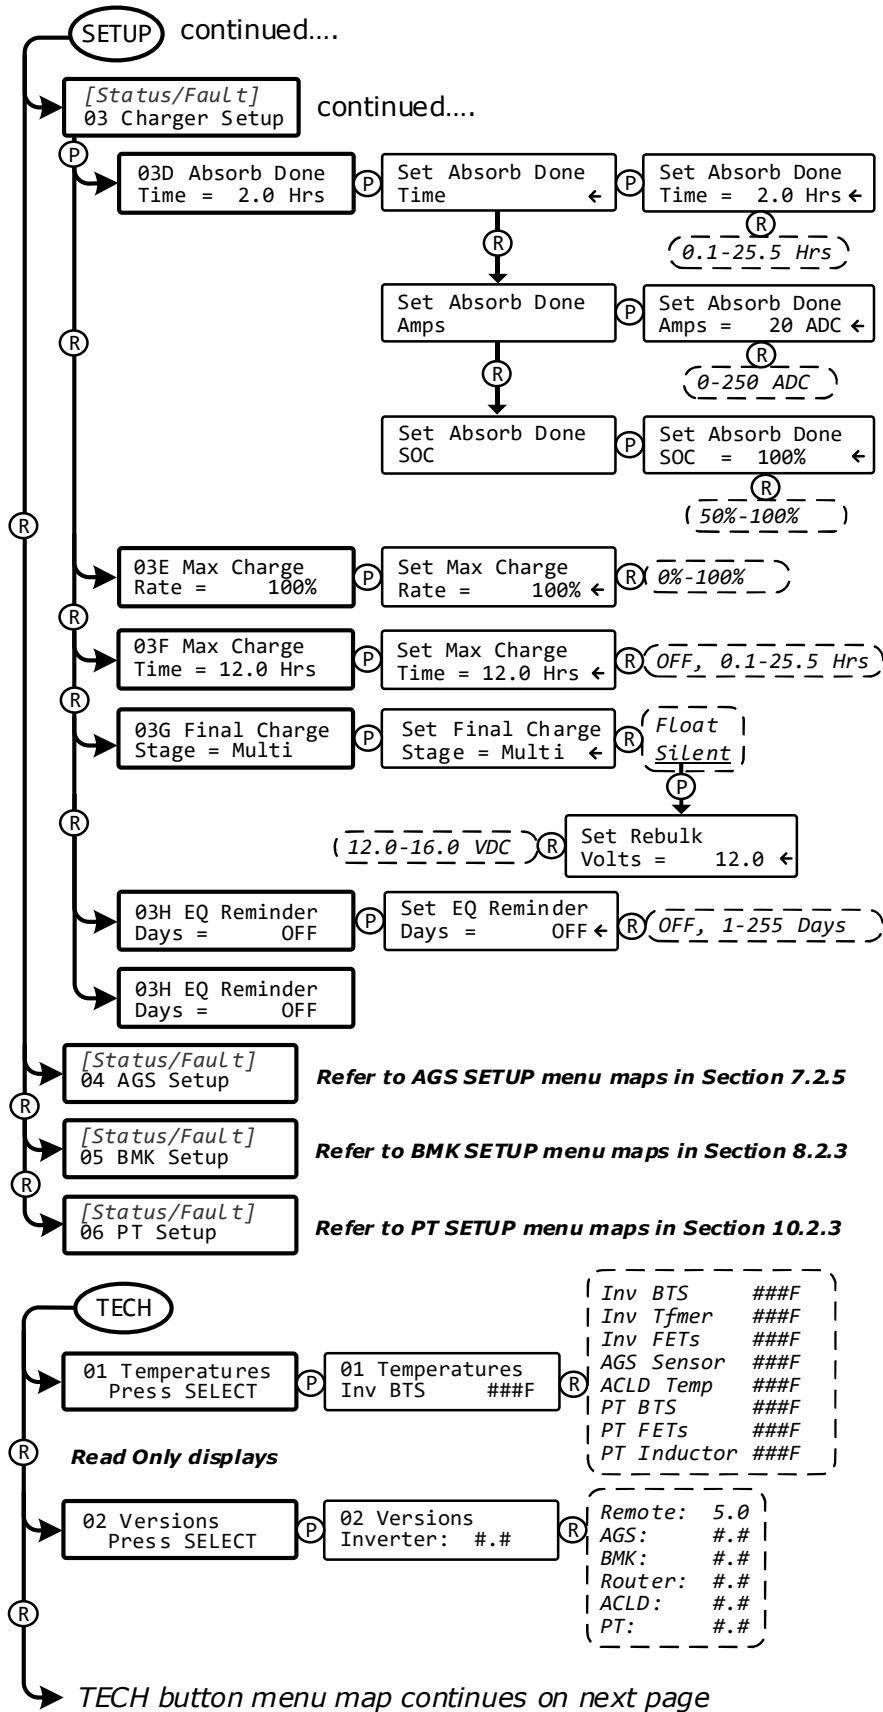 SETUP continued....
[Status/Fault]
03 Charger Setup
continued....
P
03D Absorb Done
Time = 2.0 Hrs
P
Set Absorb Done
Time ←
P
Set Absorb Done
Time = 2.0 Hrs ←
R
0.1-25.5 Hrs
R
Set Absorb Done
Amps
P
Set Absorb Done
Amps = 20 ADC ←
R
0-250 ADC
R
R
Set Absorb Done
SOC
P
Set Absorb Done
SOC = 100% ←
R
50%-100%
R
03E Max Charge
Rate = 100%
P
Set Max Charge
Rate = 100% ←
R
0%-100%
R
03F Max Charge
Time = 12.0 Hrs
P
Set Max Charge
Time = 12.0 Hrs ←
R
OFF, 0.1-25.5 Hrs
R
03G Final Charge
Stage = Multi
P
Set Final Charge
Stage = Multi ←
R
Float
Silent
P
R
12.0-16.0 VDC
R
Set Rebulk
Volts = 12.0 ←
03H EQ Reminder
Days = OFF
P
Set EQ Reminder
Days = OFF ←
R
OFF, 1-255 Days
03H EQ Reminder
Days = OFF
[Status/Fault]
04 AGS Setup
Refer to AGS SETUP menu maps in Section 7.2.5
R
[Status/Fault]
05 BMK Setup
Refer to BMK SETUP menu maps in Section 8.2.3
R
[Status/Fault]
06 PT Setup
Refer to PT SETUP menu maps in Section 10.2.3
TECH
01 Temperatures
Press SELECT
P
01 Temperatures
Inv BTS ###F
R
Inv BTS ###F
Inv Tfmer ###F
Inv FETs ###F
AGS Sensor ###F
ACLD Temp ###F
PT BTS ###F
PT FETs ###F
PT Inductor ###F
R
Read Only displays
02 Versions
Press SELECT
P
02 Versions
Inverter: #.#
R
Remote: 5.0
AGS: #.#
BMK: #.#
Router: #.#
ACLD: #.#
PT: #.#
R
TECH button menu map continues on next page